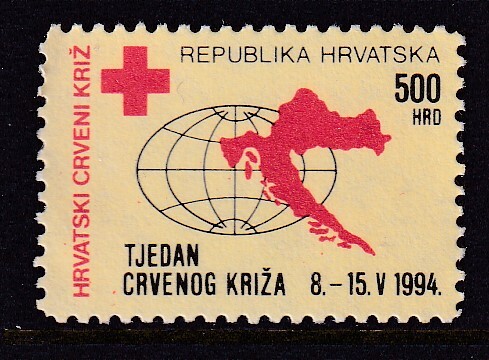 HRVATSKI CRVENI KRIŽ
REPUBLIKA HRVATSKA
500
HRD
TJEDAN
CRVENOG KRIŽA 8.-15.V 1994.